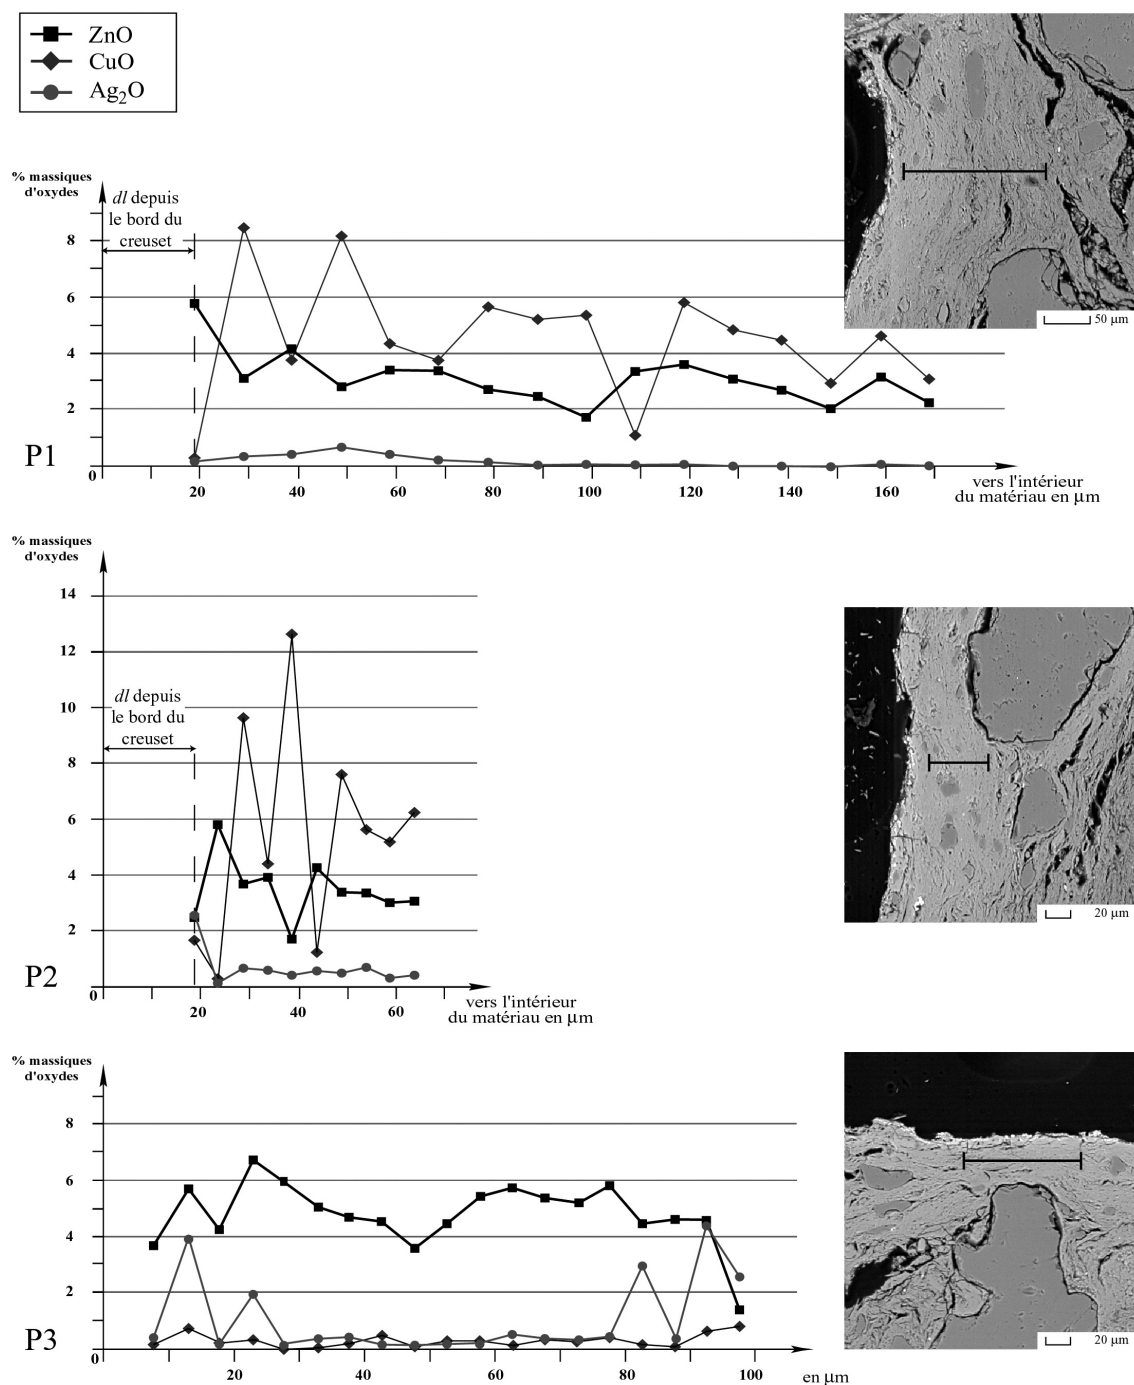 ZnO
CuO
Ag₂O
% massiques
d'oxydes
dl depuis
le bord du
creuset
8
6
4
2
0
P1
20
40
60
80
100
120
140
160
vers l'intérieur
du matériau en µm
50 µm
% massiques
d'oxydes
14
12
10
8
6
4
2
0
dl depuis
le bord du
creuset
P2
20
40
60
vers l'intérieur
du matériau en µm
20 µm
% massiques
d'oxydes
8
6
4
2
0
P3
20
40
60
80
100
en µm
20 µm